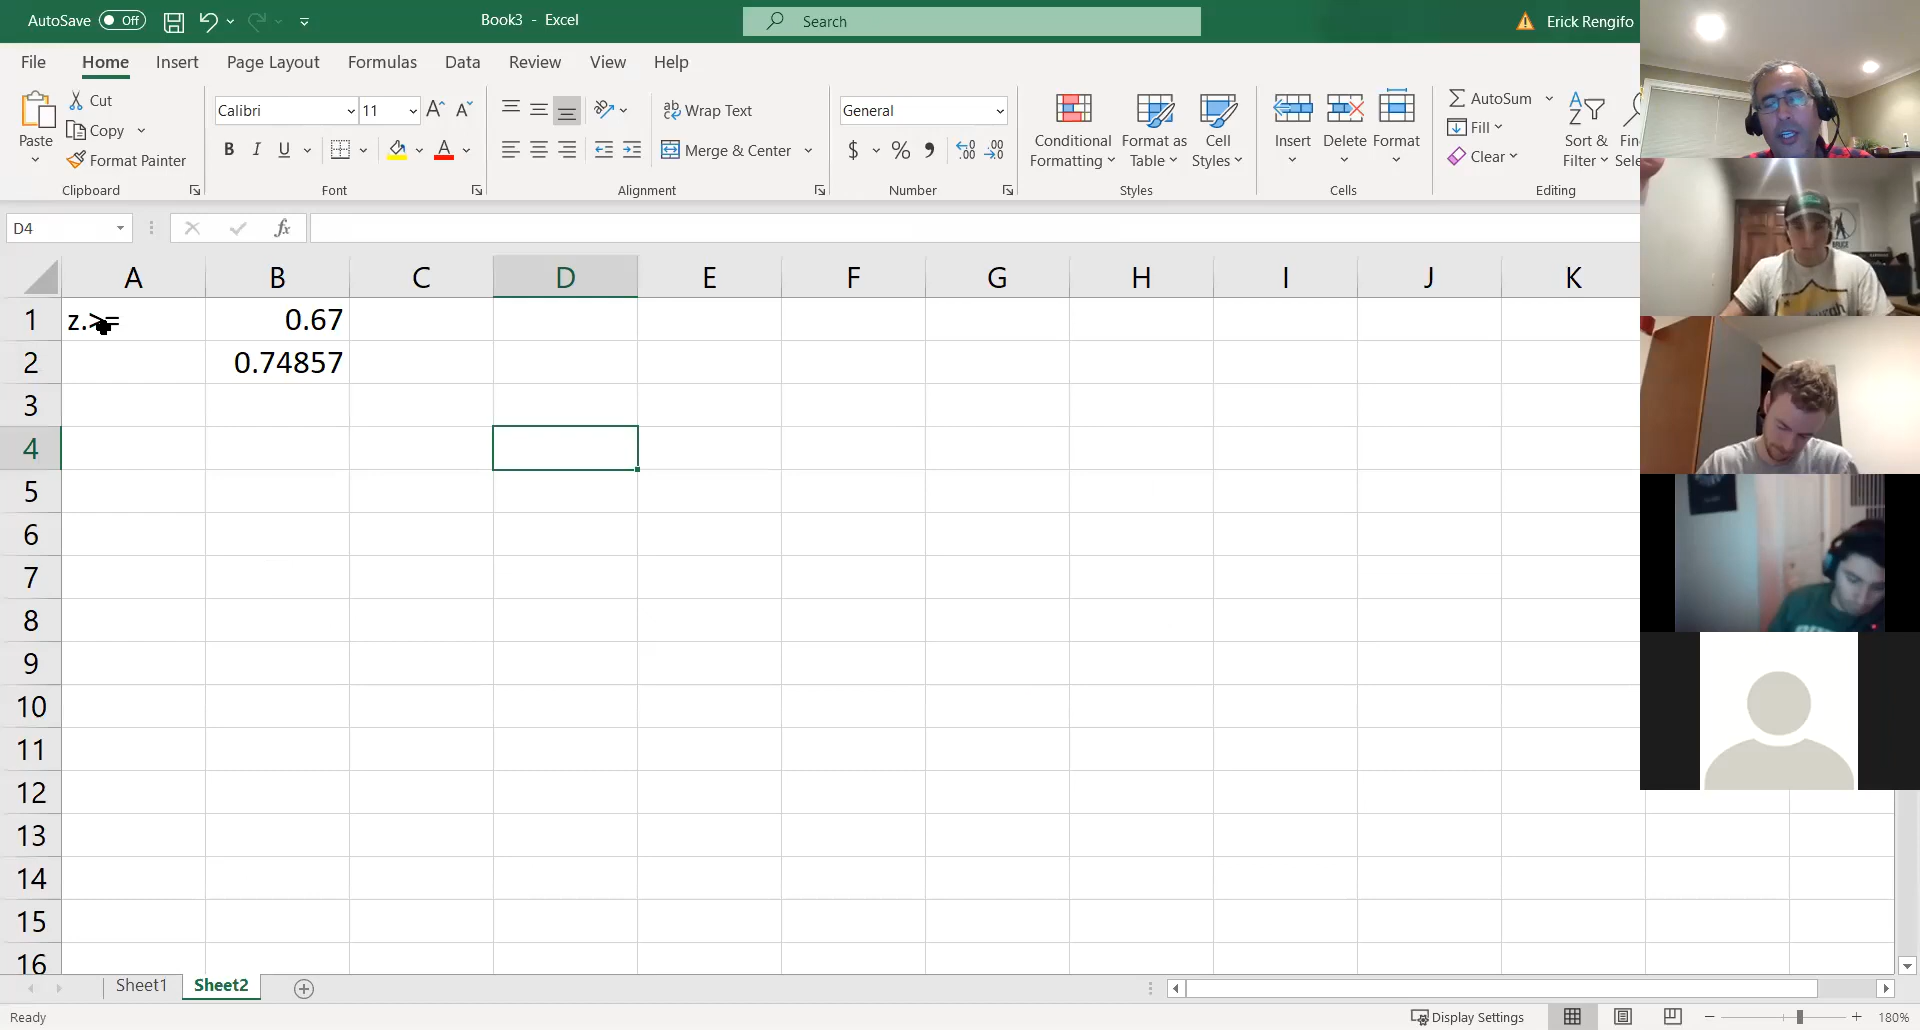 AutoSave Off
Book3 - Excel
Search
Erick Rengifo
File Home Insert Page Layout Formulas Data Review View Help
Paste
Cut
Copy
Format Painter
Clipboard
Calibri 11
A A
B I U A
Font
ab Wrap Text
Merge & Center
Alignment
General
$ % 9
Number
Conditional Formatting
Format as Table
Cell Styles
Styles
Insert Delete Format
Cells
AutoSum
Fill
Clear
Sort & Filter
Editing
D4 fx
A B C D E F G H I J K
1 z.>= 0.67
2 0.74857
3
4
5
6
7
8
9
10
11
12
13
14
15
16
Sheet1 Sheet2
Ready
Display Settings
180%